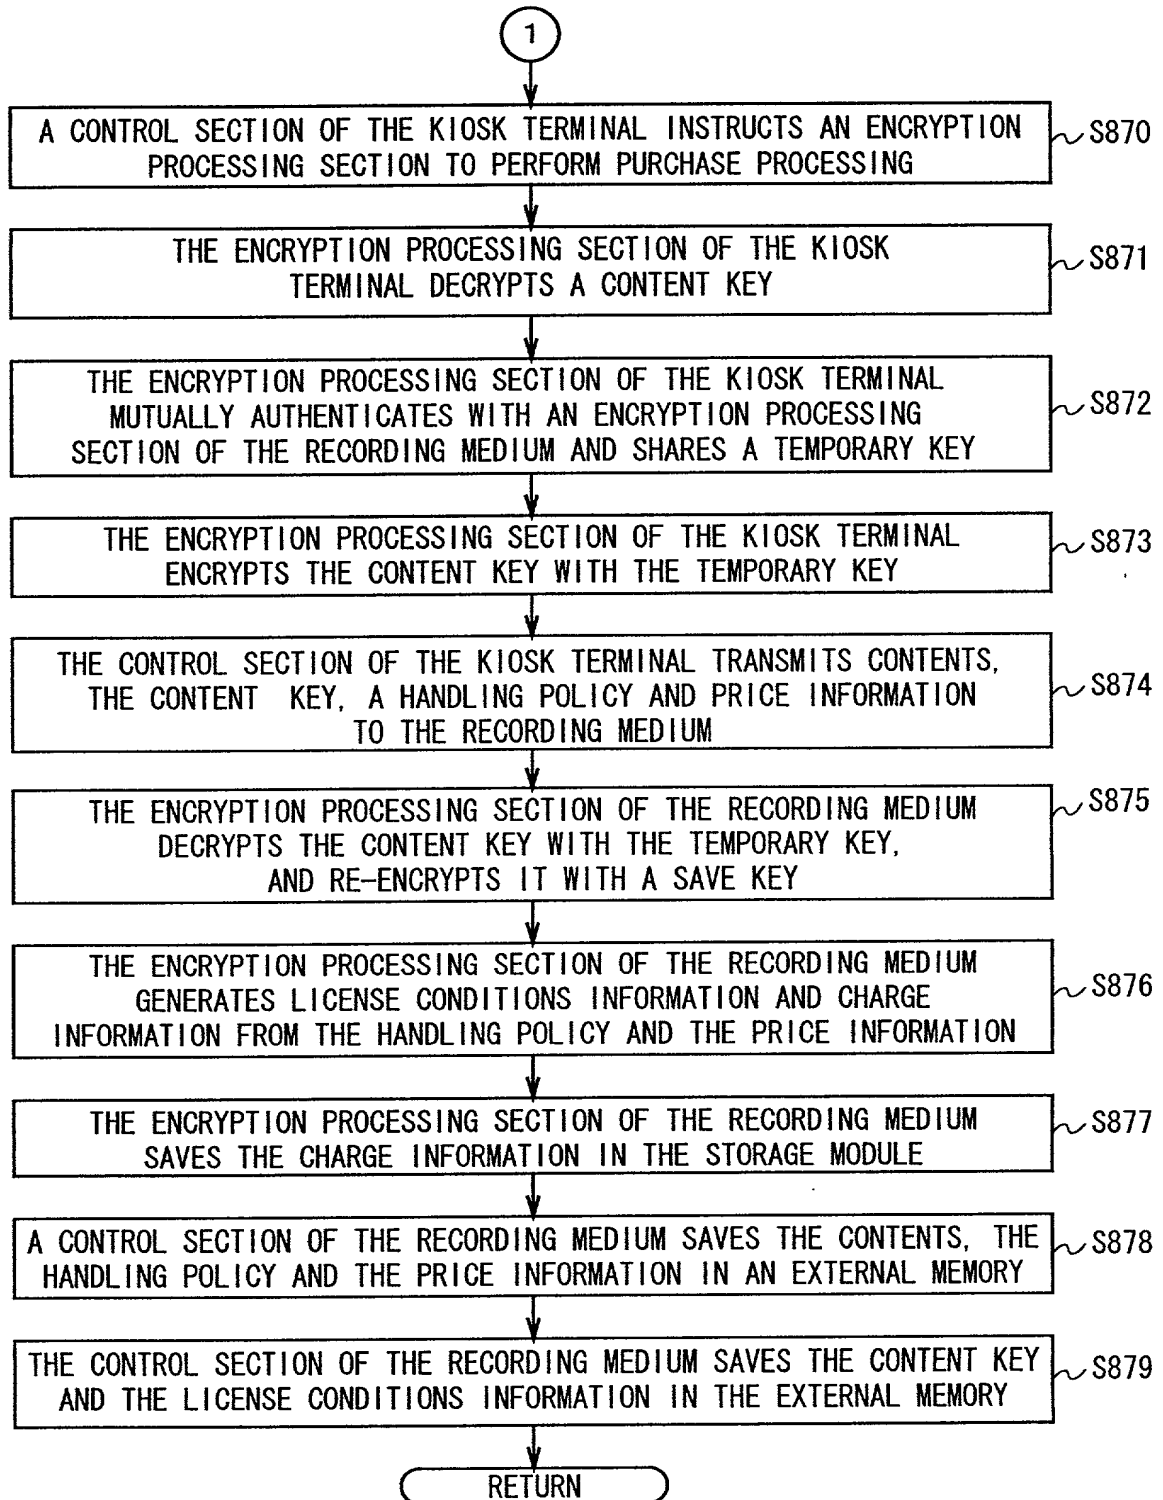 1
A CONTROL SECTION OF THE KIOSK TERMINAL INSTRUCTS AN ENCRYPTION
PROCESSING SECTION TO PERFORM PURCHASE PROCESSING
S870
THE ENCRYPTION PROCESSING SECTION OF THE KIOSK
TERMINAL DECRYPTS A CONTENT KEY
S871
THE ENCRYPTION PROCESSING SECTION OF THE KIOSK TERMINAL
MUTUALLY AUTHENTICATES WITH AN ENCRYPTION PROCESSING
SECTION OF THE RECORDING MEDIUM AND SHARES A TEMPORARY KEY
S872
THE ENCRYPTION PROCESSING SECTION OF THE KIOSK TERMINAL
ENCRYPTS THE CONTENT KEY WITH THE TEMPORARY KEY
S873
THE CONTROL SECTION OF THE KIOSK TERMINAL TRANSMITS CONTENTS,
THE CONTENT KEY, A HANDLING POLICY AND PRICE INFORMATION
TO THE RECORDING MEDIUM
S874
THE ENCRYPTION PROCESSING SECTION OF THE RECORDING MEDIUM
DECRYPTS THE CONTENT KEY WITH THE TEMPORARY KEY,
AND RE-ENCRYPTS IT WITH A SAVE KEY
S875
THE ENCRYPTION PROCESSING SECTION OF THE RECORDING MEDIUM
GENERATES LICENSE CONDITIONS INFORMATION AND CHARGE
INFORMATION FROM THE HANDLING POLICY AND THE PRICE INFORMATION
S876
THE ENCRYPTION PROCESSING SECTION OF THE RECORDING MEDIUM
SAVES THE CHARGE INFORMATION IN THE STORAGE MODULE
S877
A CONTROL SECTION OF THE RECORDING MEDIUM SAVES THE CONTENTS, THE
HANDLING POLICY AND THE PRICE INFORMATION IN AN EXTERNAL MEMORY
S878
THE CONTROL SECTION OF THE RECORDING MEDIUM SAVES THE CONTENT KEY
AND THE LICENSE CONDITIONS INFORMATION IN THE EXTERNAL MEMORY
S879
RETURN